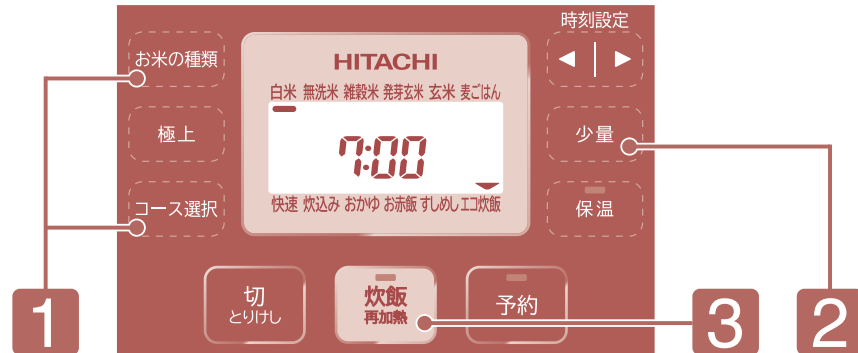 時刻設定
お米の種類
HITACHI
◀ | ▶
白米 無洗米 雑穀米 発芽玄米 玄米 麦ごはん
極上
7:00
少量
コース選択
快速 炊込み おかゆ お赤飯 すしめし エコ炊飯
保温
切
とりけし
炊飯
再加熱
予約
1
3
2